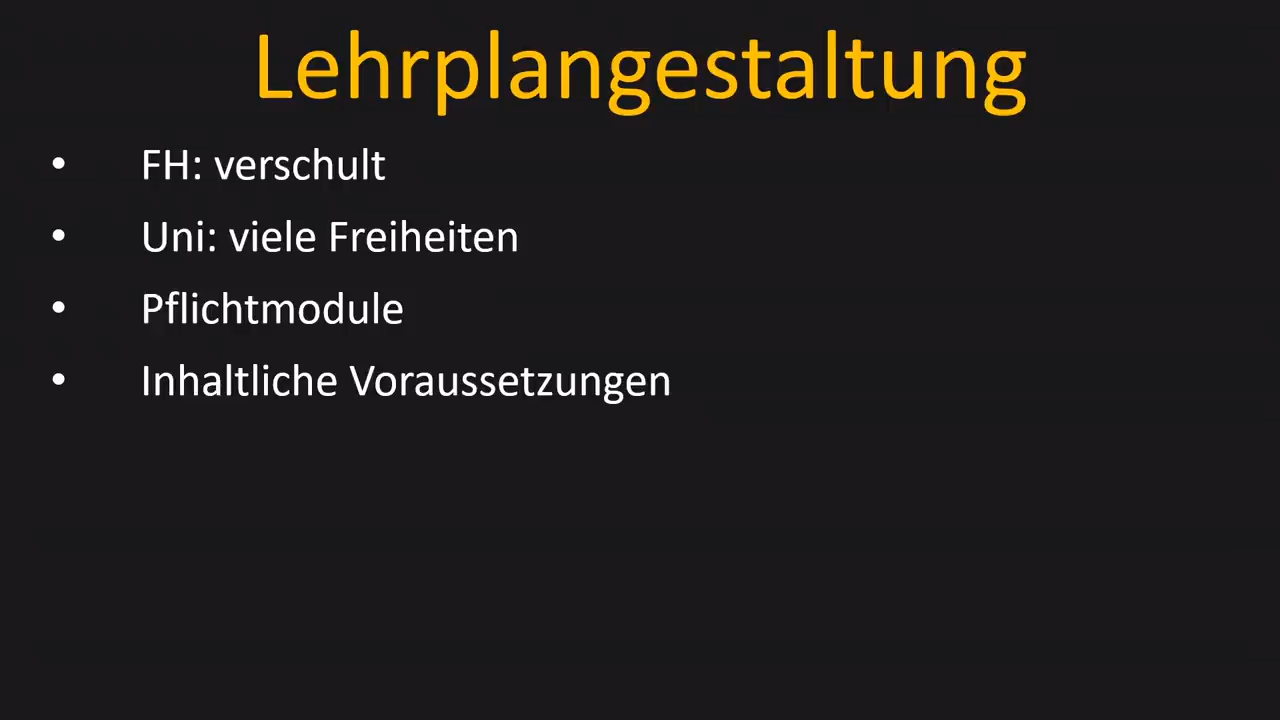 Lehrplangestaltung
• FH: verschult
• Uni: viele Freiheiten
• Pflichtmodule
• Inhaltliche Voraussetzungen